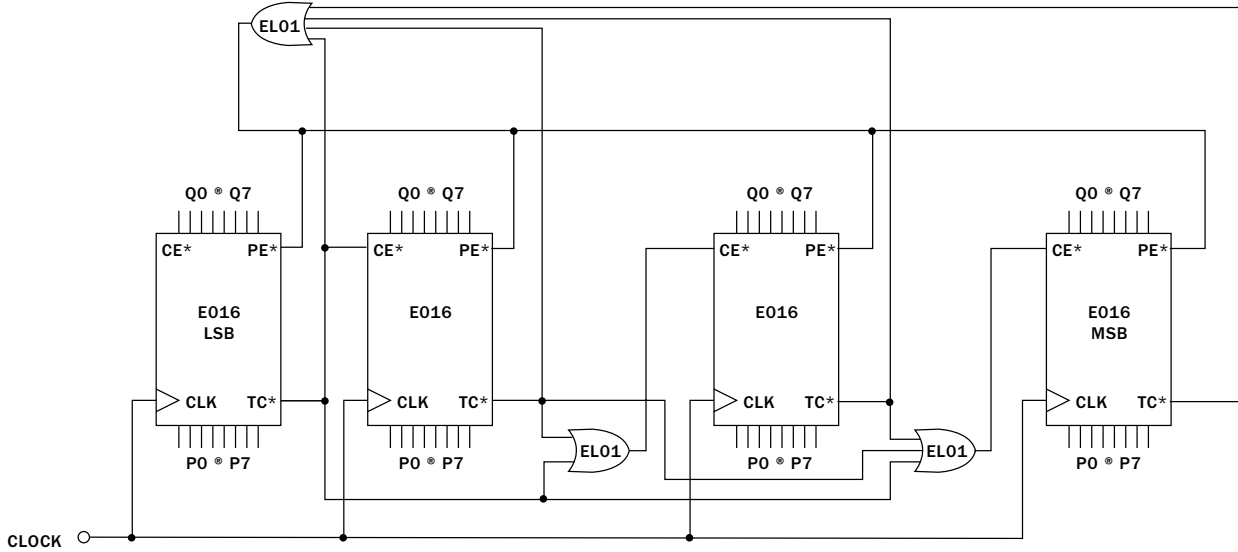 EL01
Q0 ® Q7
Q0 ® Q7
Q0 ® Q7
Q0 ® Q7
CE* PE*
CE* PE*
CE* PE*
CE* PE*
E016
LSB
E016
E016
E016
MSB
CLK TC*
CLK TC*
CLK TC*
CLK TC*
EL01
EL01
P0 ® P7
P0 ® P7
P0 ® P7
P0 ® P7
CLOCK